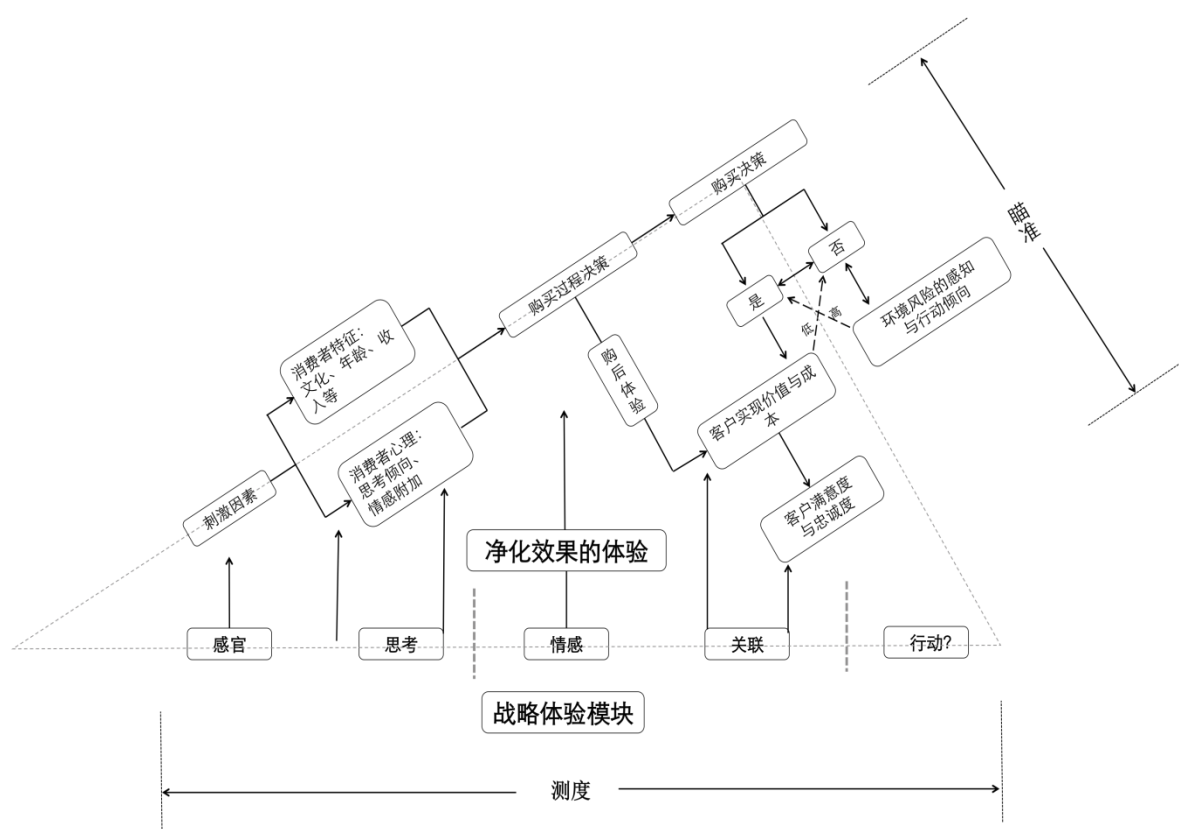 瞄准
购买决策
否
是
购买过程决策
环境风险的感知
与行动倾向
低 高
消费者特征：
文化、年龄、收
人等
购后体验
客户实现价值与成
本
消费者心理：
思考倾向、
情感附加
刺激因素
客户满意度
与忠诚度
净化效果的体验
感官
思考
情感
关联
行动?
战略体验模块
测度